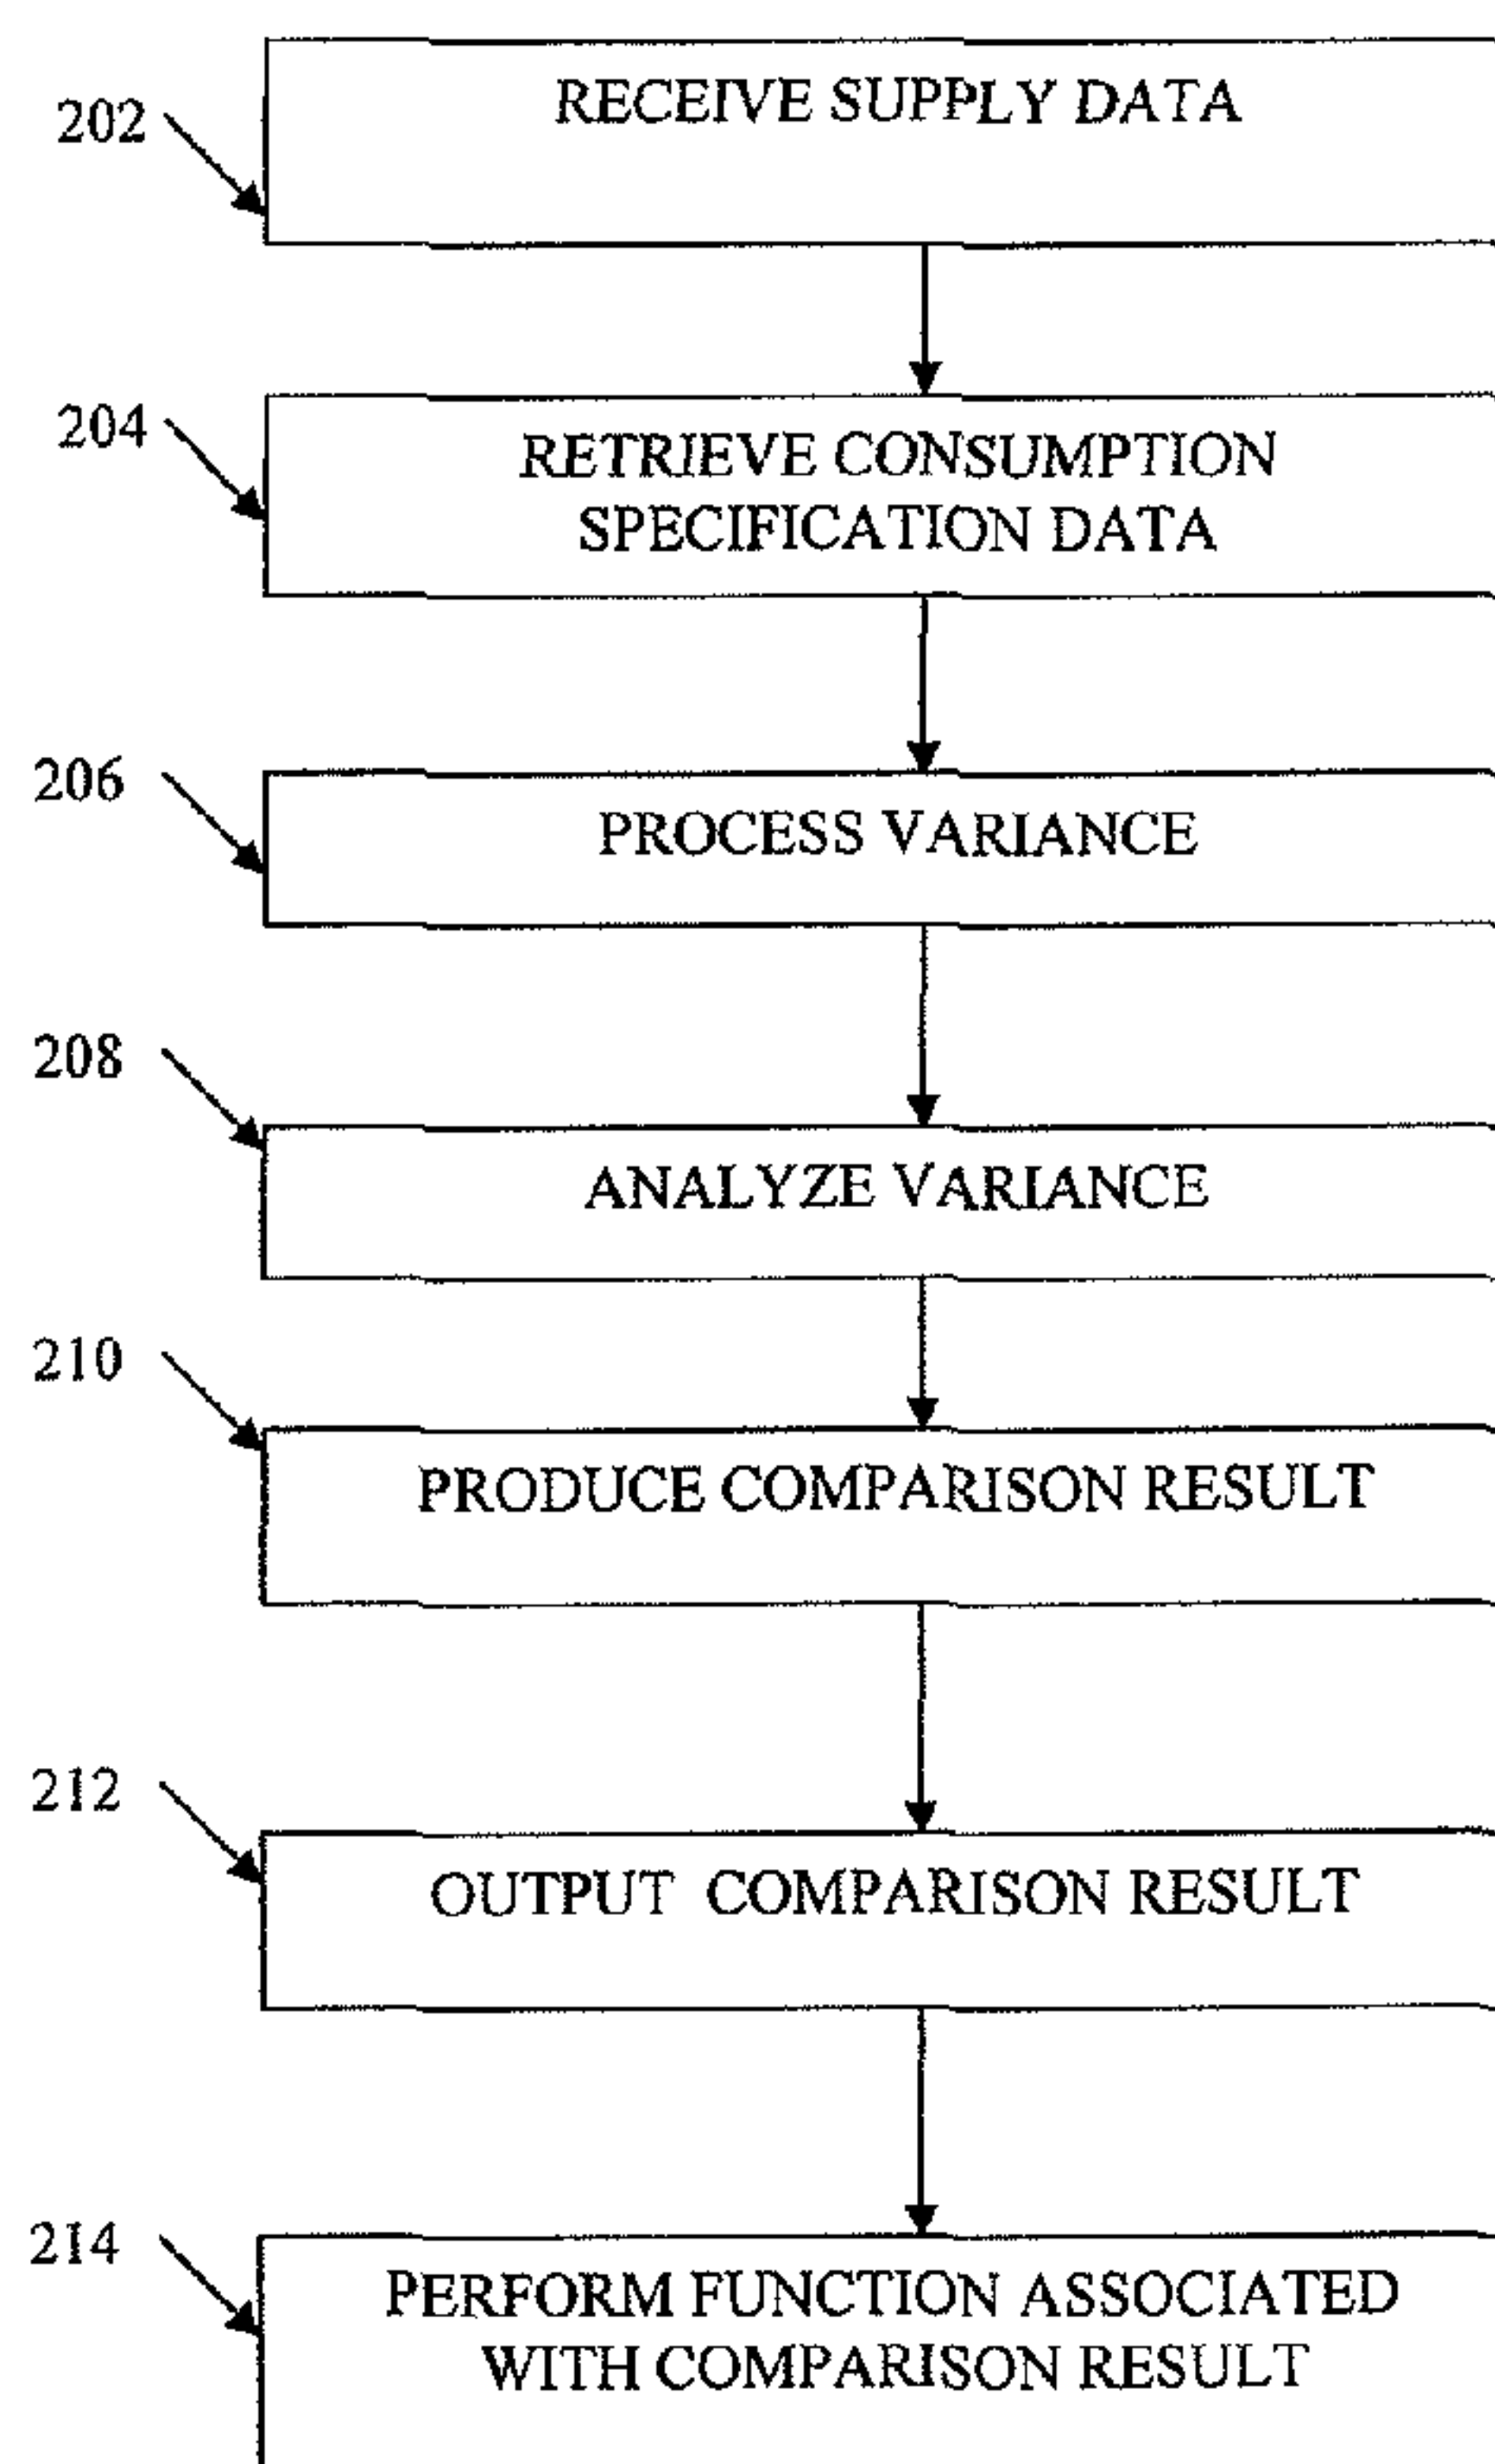 202
RECEIVE SUPPLY DATA
204
RETRIEVE CONSUMPTION
SPECIFICATION DATA
206
PROCESS VARIANCE
208
ANALYZE VARIANCE
210
PRODUCE COMPARISON RESULT
212
OUTPUT COMPARISON RESULT
214
PERFORM FUNCTION ASSOCIATED
WITH COMPARISON RESULT